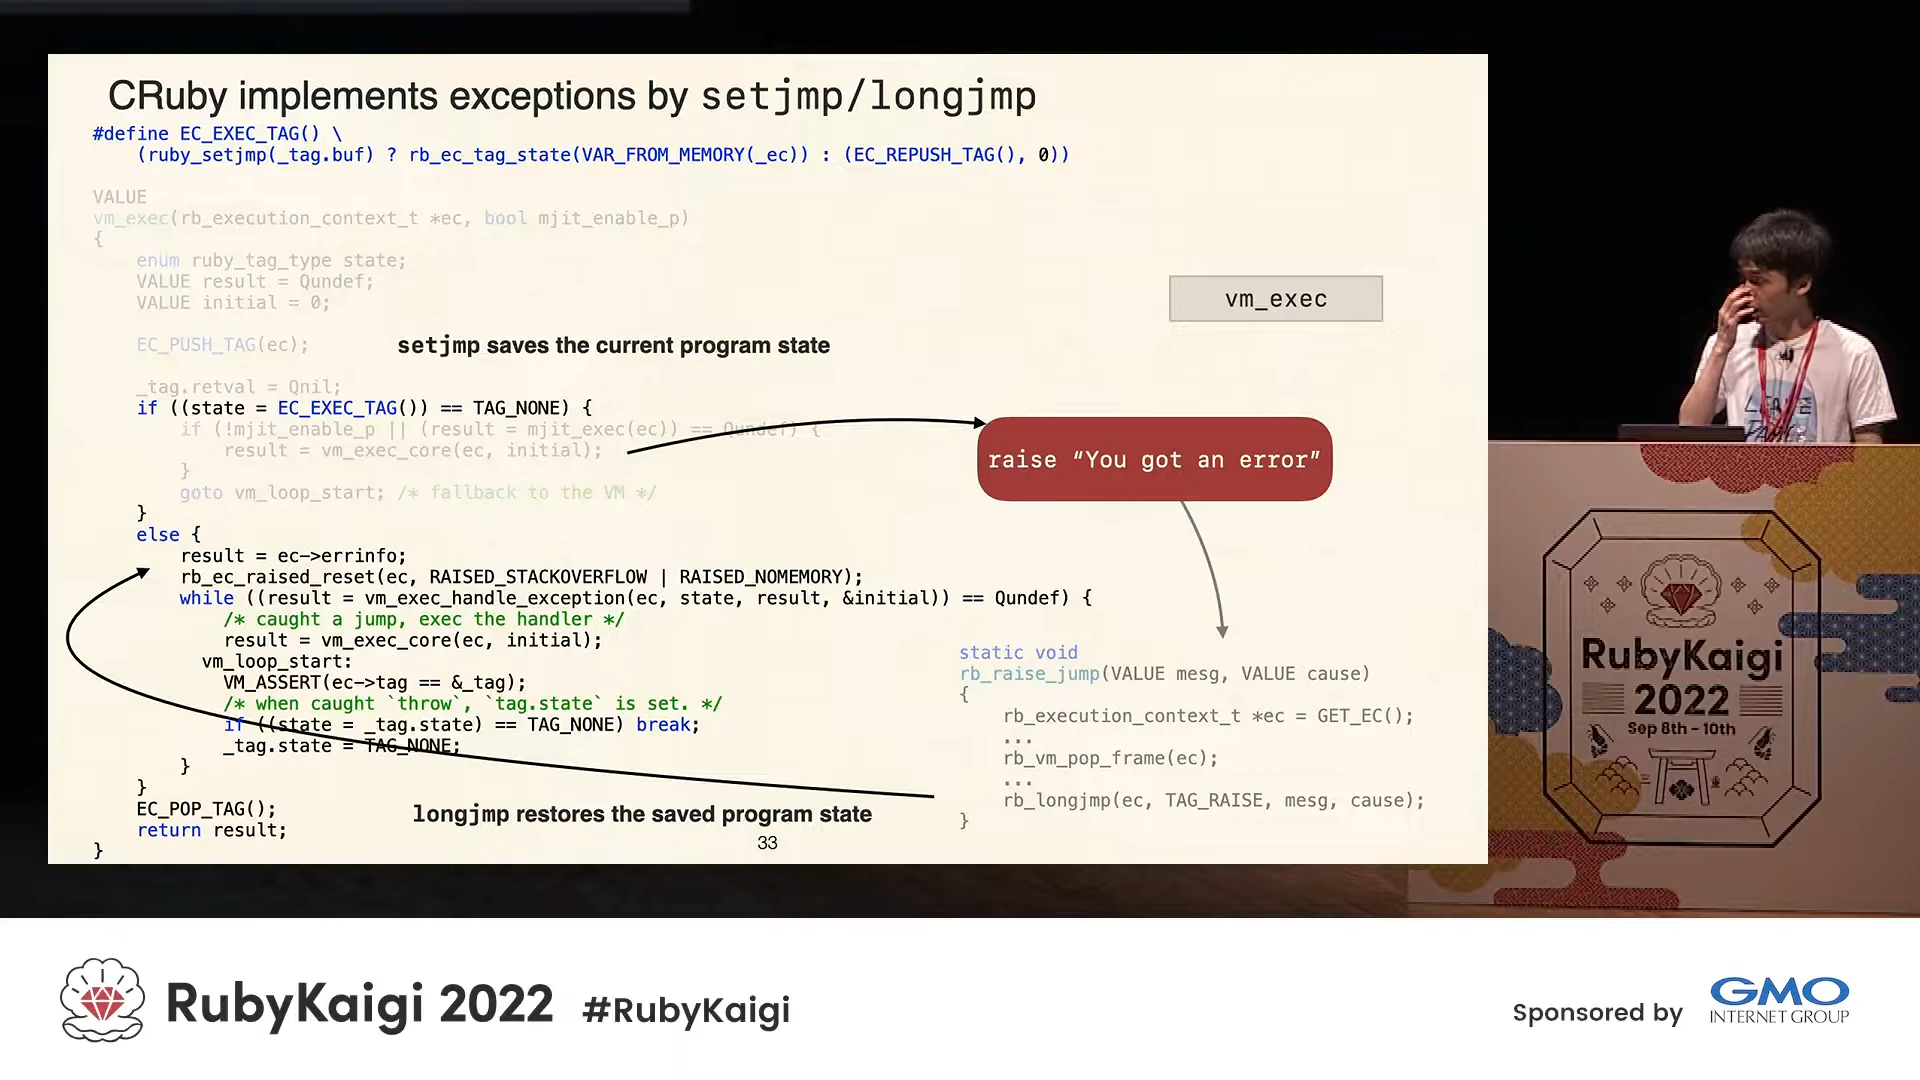 CRuby implements exceptions by setjmp/longjmp
#define EC_EXEC_TAG() \
(ruby_setjmp(_tag.buf) ? rb_ec_tag_state(VAR_FROM_MEMORY(_ec)) : (EC_REPUSH_TAG(), 0))
VALUE
vm_exec(rb_execution_context_t *ec, bool mjit_enable_p)
{
enum ruby_tag_type state;
VALUE result = Qundef;
VALUE initial = 0;
EC_PUSH_TAG(ec);
setjmp saves the current program state
_tag.retval = Qnil;
if ((state = EC_EXEC_TAG()) == TAG_NONE) {
if (!mjit_enable_p || (result = mjit_exec(ec)) == Qundef) {
result = vm_exec_core(ec, initial);
}
goto vm_loop_start; /* fallback to the VM */
}
else {
result = ec->errinfo;
rb_ec_raised_reset(ec, RAISED_STACKOVERFLOW | RAISED_NOMEMORY);
while ((result = vm_exec_handle_exception(ec, state, result, &initial)) == Qundef) {
/* caught a jump, exec the handler */
result = vm_exec_core(ec, initial);
vm_loop_start:
VM_ASSERT(ec->tag == &_tag);
/* when caught `throw`, `tag.state` is set. */
if ((state = _tag.state) == TAG_NONE) break;
_tag.state = TAG_NONE;
}
}
EC_POP_TAG();
return result;
}
longjmp restores the saved program state
33
vm_exec
raise “You got an error”
static void
rb_raise_jump(VALUE mesg, VALUE cause)
{
rb_execution_context_t *ec = GET_EC();
...
rb_vm_pop_frame(ec);
...
rb_longjmp(ec, TAG_RAISE, mesg, cause);
}
RubyKaigi
2022
Sep 8th - 10th
RubyKaigi 2022 #RubyKaigi
Sponsored by
GMO
INTERNET GROUP